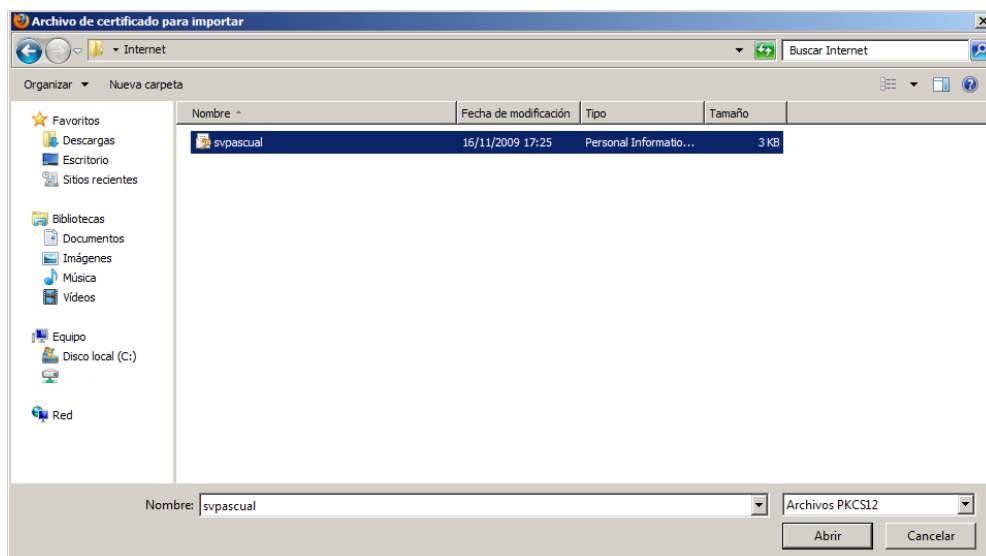 Archivo de certificado para importar
Internet
Buscar Internet
Organizar
Nueva carpeta
Nombre
Fecha de modificación
Tipo
Tamaño
svpascual
16/11/2009 17:25
Personal Informatio...
3 KB
Favoritos
Descargas
Escritorio
Sitios recientes
Bibliotecas
Documentos
Imágenes
Música
Vídeos
Equipo
Disco local (C:)
Red
Nombre: svpascual
Archivos PKCS12
Abrir
Cancelar